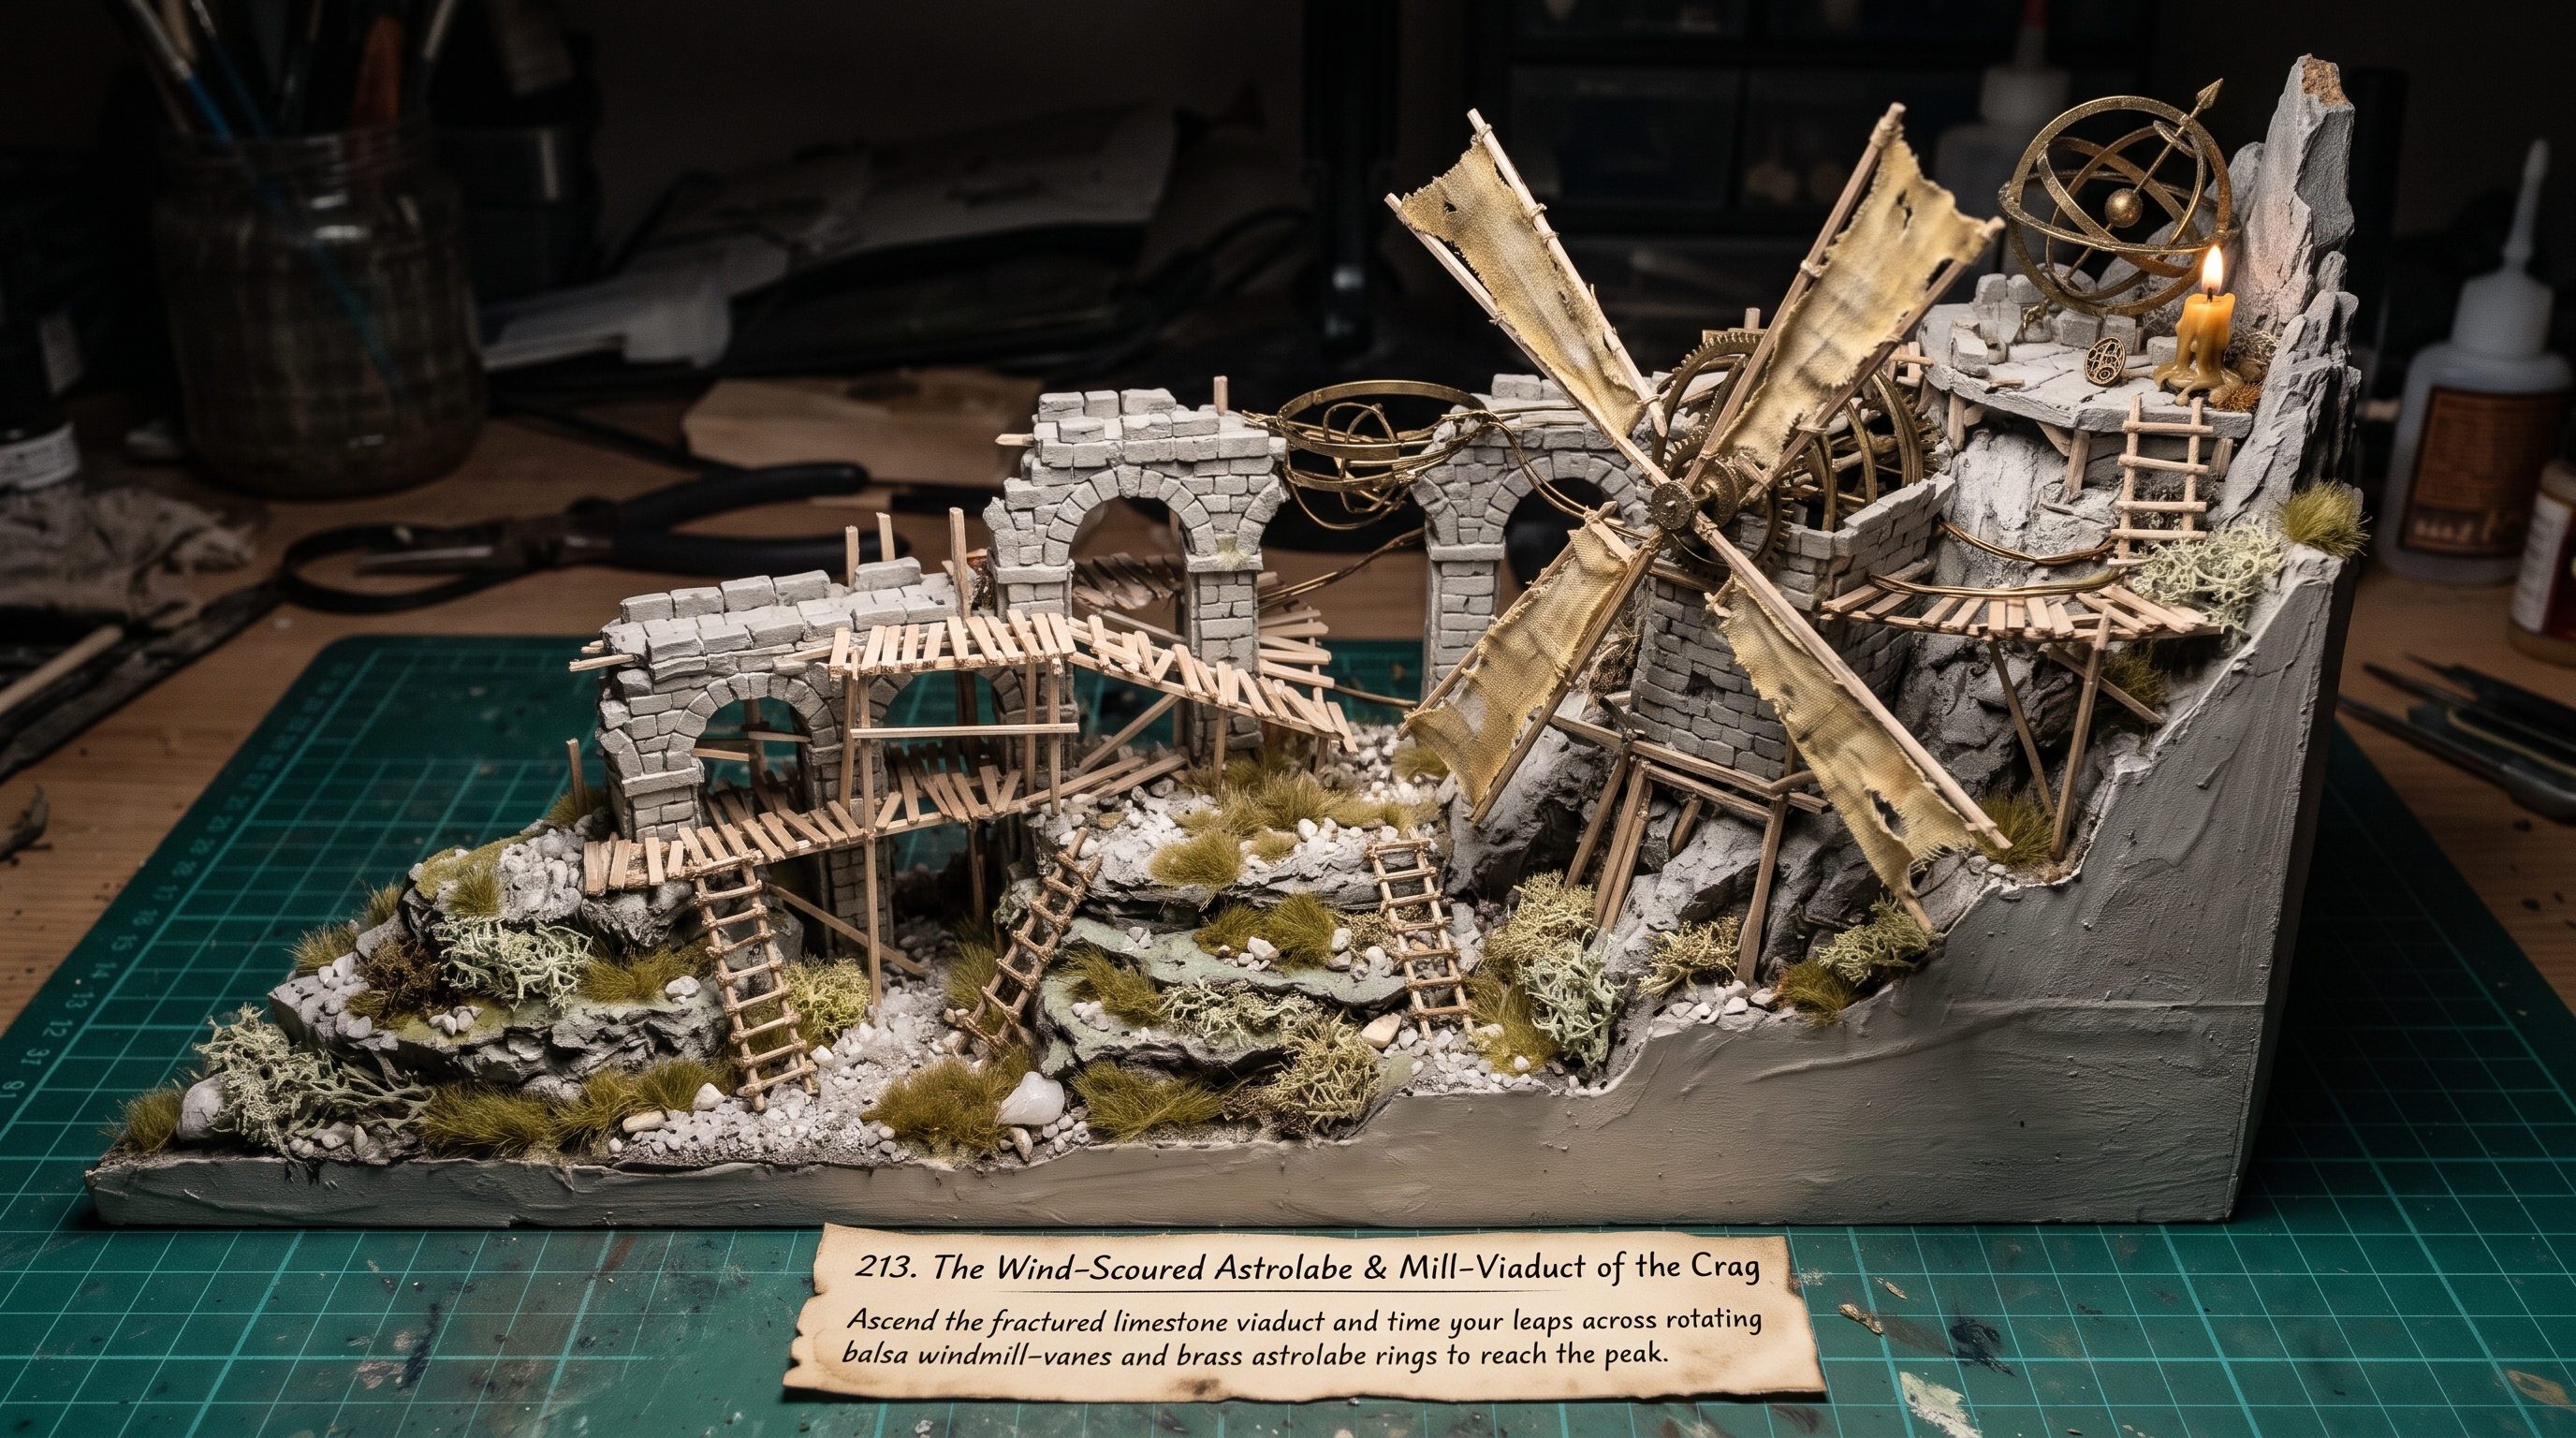 213. The Wind-Scoured Astrolabe & Mill-Viaduct of the Crag
Ascend the fractured limestone viaduct and time your leaps across rotating
balsa windmill-vanes and brass astrolabe rings to reach the peak.